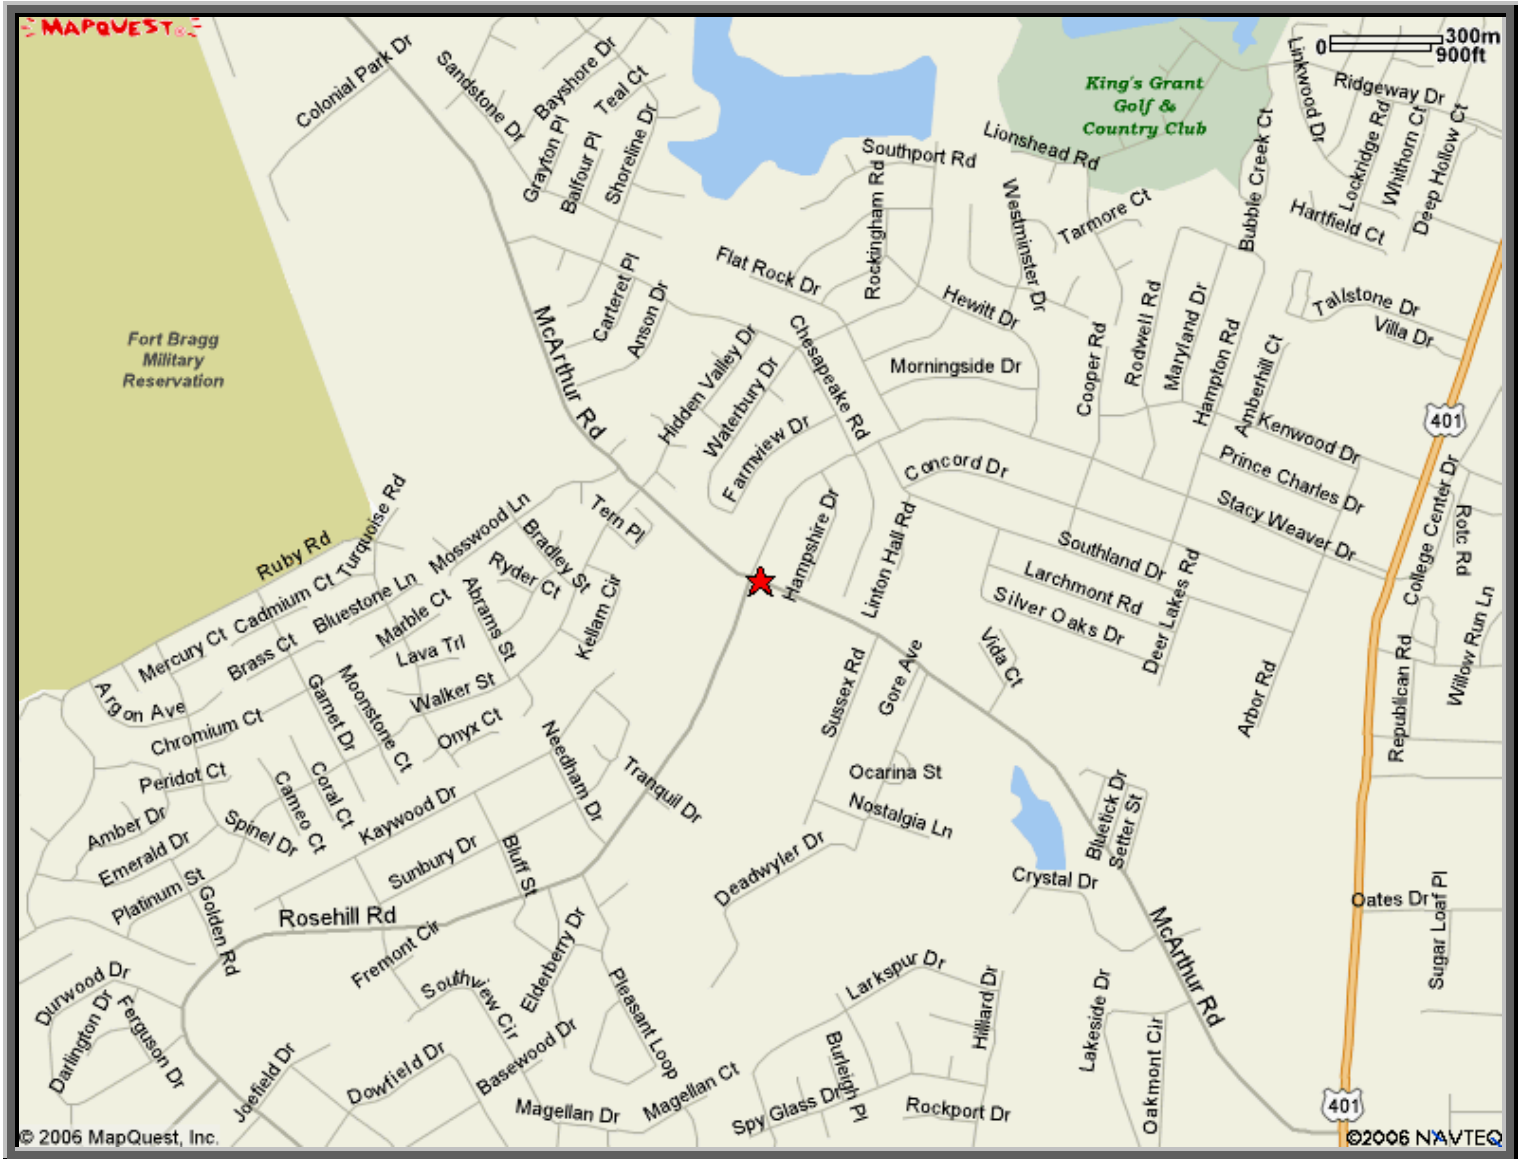 MAPQUEST®
0 300m
900ft
Colonial Park Dr
Sandstone Dr
Bayshore Dr
Teal Ct
Grayton Pl
Balfour Pl
Shoreline Dr
King's Grant
Golf &
Country Club
Linkwood Dr
Ridgeway Dr
Lockridge Rd
Whithorn Ct
Deep Hollow Ct
Bubble Creek Ct
Hartfield Ct
Southport Rd
Lionshead Rd
Rockingham Rd
Westminster Dr
Tarmore Ct
Flat Rock Dr
Carteret Pl
Anson Dr
McArthur Rd
Hewitt Dr
Cooper Rd
Rodwell Rd
Maryland Dr
Hampton Rd
Amberhill Ct
Tallstone Dr
Villa Dr
Fort Bragg
Military
Reservation
Hidden Valley Dr
Waterbury Dr
Farmview Dr
Chesapeake Rd
Morningside Dr
401
Kenwood Dr
Prince Charles Dr
Stacy Weaver Dr
College Center Dr
Rotc Rd
Concord Dr
Ruby Rd
Turquoise Rd
Mosswood Ln
Bradley St
Tern Pl
Ryder Ct
Kellam Cir
Abrams St
Hampshire Dr
Linton Hall Rd
Southland Dr
Larchmont Rd
Silver Oaks Dr
Deer Lakes Rd
Arbor Rd
Republican Rd
Willow Run Ln
Cadmium Ct
Mercury Ct
Bluestone Ln
Brass Ct
Marble Ct
Lava Trl
Walker St
Argon Ave
Chromium Ct
Garnet Dr
Moonstone Ct
Onyx Ct
Sussex Rd
Gore Ave
Vida Ct
Peridot Ct
Cameo Ct
Coral Ct
Needham Dr
Tranquil Dr
Ocarina St
Nostalgia Ln
Bluetick Dr
Setter St
Amber Dr
Emerald Dr
Platinum St
Spinel Dr
Kaywood Dr
Sunbury Dr
Bluff St
Deadwyler Dr
Crystal Dr
Oates Dr
Sugar Loaf Pl
Golden Rd
Rosehill Rd
Fremont Cir
Southview Cir
Elderberry Dr
Pleasant Loop
Larkspur Dr
Hilliard Dr
Lakeside Dr
McArthur Rd
Oakmont Cir
Durwood Dr
Darlington Dr
Ferguson Dr
Joefield Dr
Dowfield Dr
Basewood Dr
Magellan Dr
Magellan Ct
Burleigh Pl
Spy Glass Dr
Rockport Dr
401
© 2006 MapQuest, Inc.
©2006 NAVTEQ